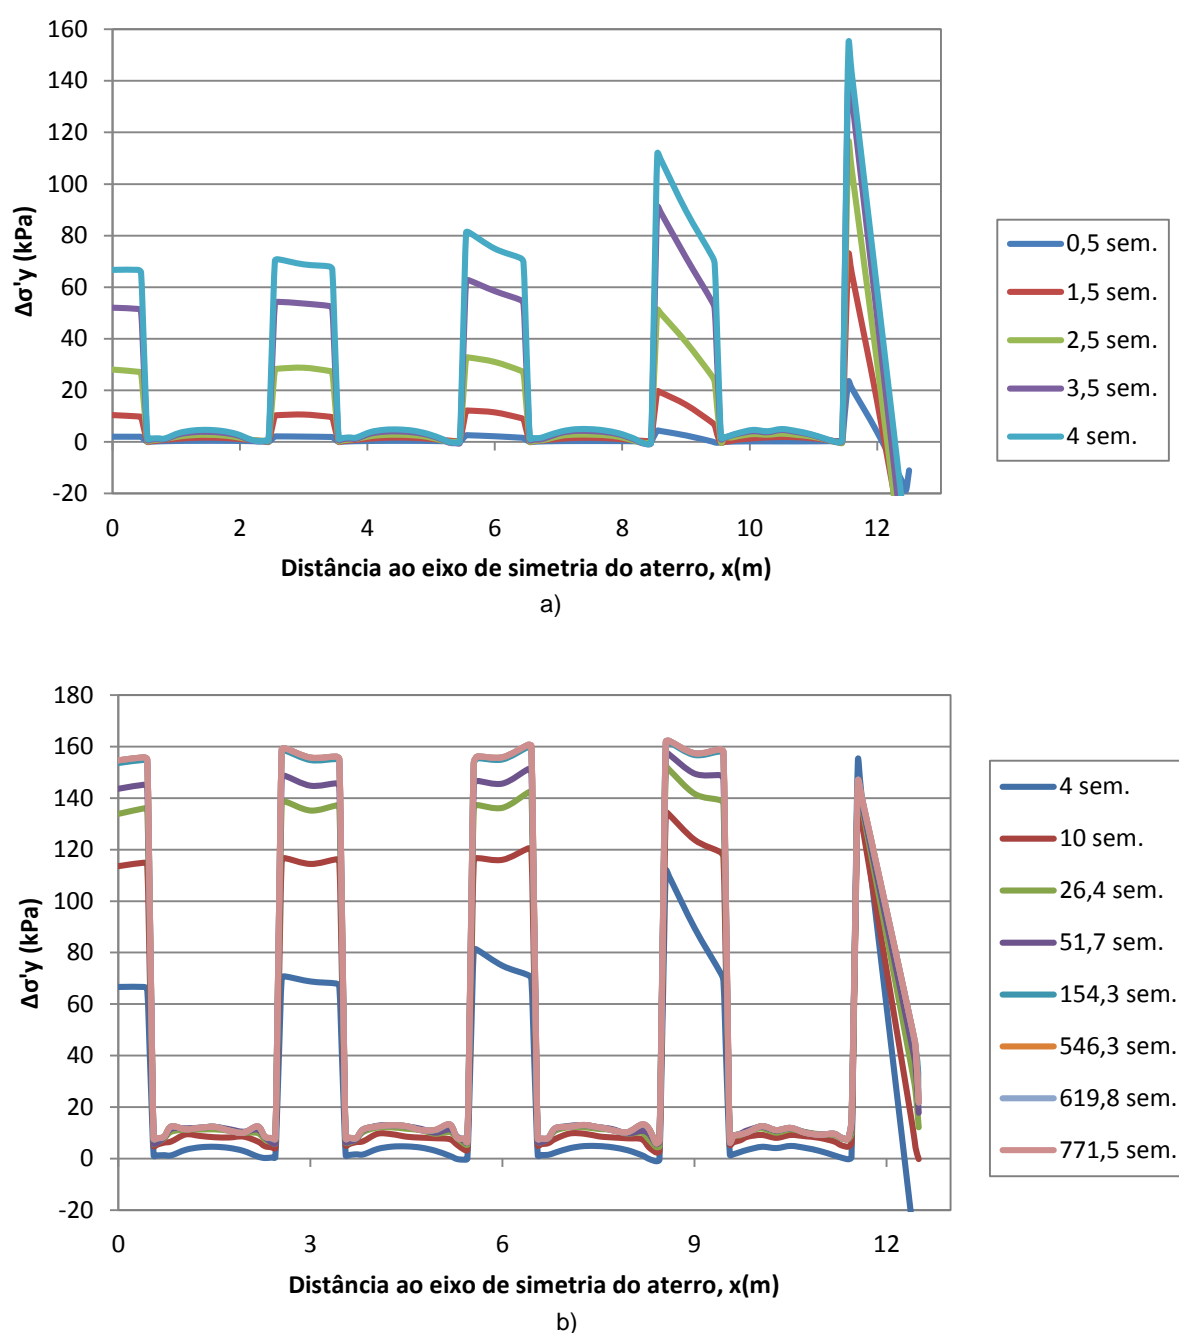 160
140
120
100
80
60
40
20
0
-20
Δσ'y (kPa)
0 2 4 6 8 10 12
Distância ao eixo de simetria do aterro, x(m)
0,5 sem.
1,5 sem.
2,5 sem.
3,5 sem.
4 sem.
a)
180
160
140
120
100
80
60
40
20
0
-20
Δσ'y (kPa)
0 3 6 9 12
Distância ao eixo de simetria do aterro, x(m)
4 sem.
10 sem.
26,4 sem.
51,7 sem.
154,3 sem.
546,3 sem.
619,8 sem.
771,5 sem.
b)